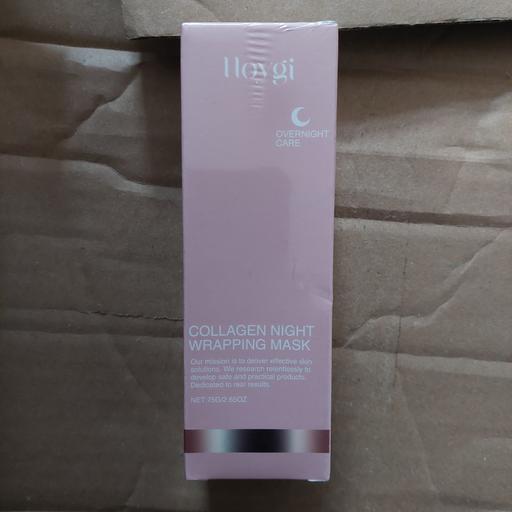 Hovgi
OVERNIGHT
CARE
COLLAGEN NIGHT
WRAPPING MASK
Our mission is to deliver effective skin
solutions. We research relentlessly to
develop safe and practical products.
Dedicated to real results.
NET 75G/2.65OZ